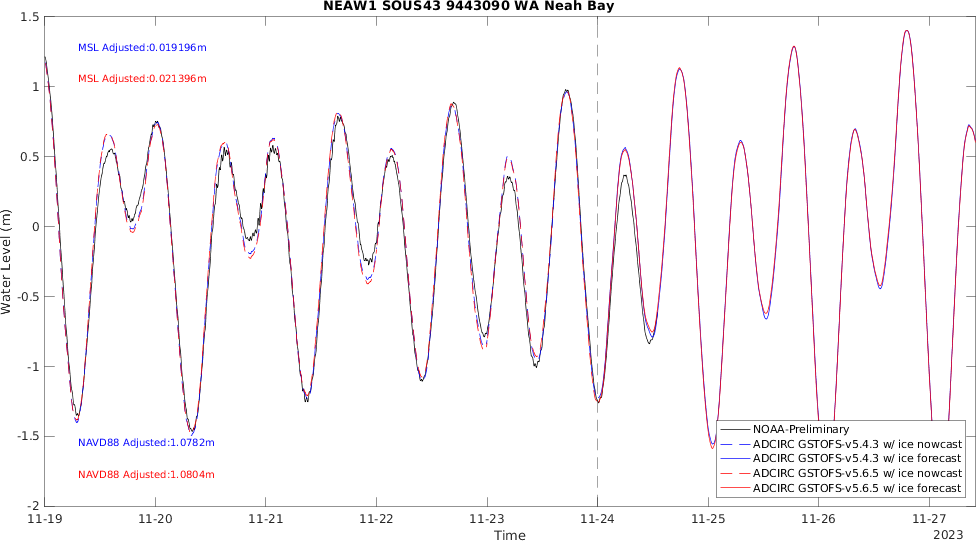 NEAW1 SOUS43 9443090 WA Neah Bay
1.5
1
0.5
0
-0.5
-1
-1.5
-2
Water Level (m)
MSL Adjusted:0.019196m
MSL Adjusted:0.021396m
NAVD88 Adjusted:1.0782m
NAVD88 Adjusted:1.0804m
NOAA-Preliminary
ADCIRC GSTOFS-v5.4.3 w/ ice nowcast
ADCIRC GSTOFS-v5.4.3 w/ ice forecast
ADCIRC GSTOFS-v5.6.5 w/ ice nowcast
ADCIRC GSTOFS-v5.6.5 w/ ice forecast
11-19 11-20 11-21 11-22 11-23 11-24 11-25 11-26 11-27
Time
2023